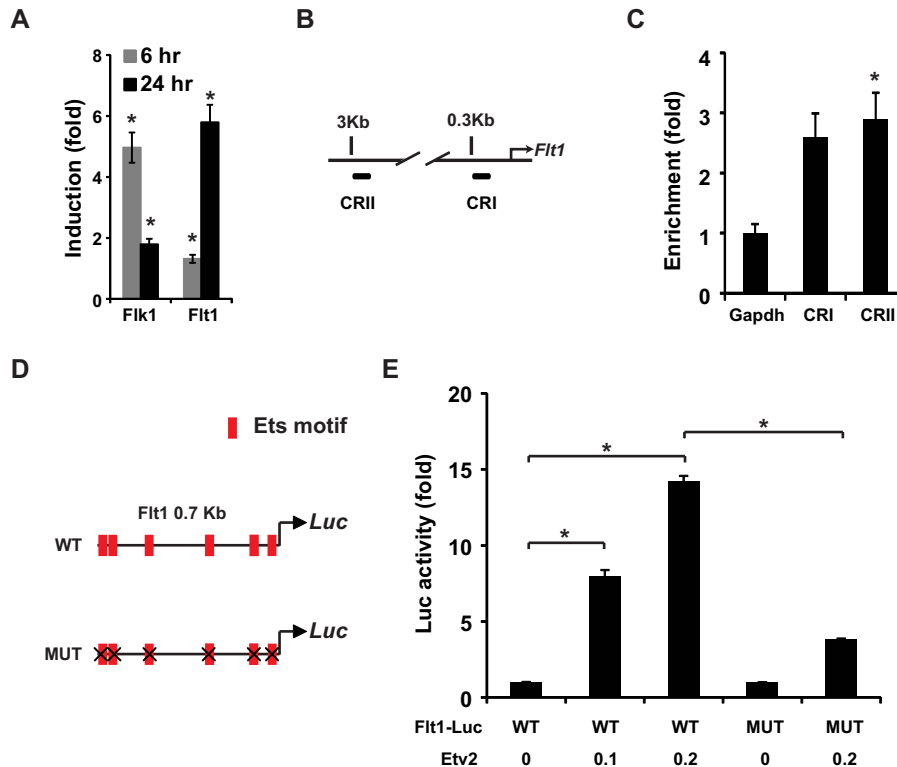 A
6 hr
24 hr
Induction (fold)
8
6
4
2
0
*
*
*
*
Flk1 Flt1
B
3Kb 0.3Kb
Flt1
CRII CRI
C
Enrichment (fold)
4
3
2
1
0
*
Gapdh CRI CRII
D
Ets motif
Flt1 0.7 Kb
Luc
WT
Luc
MUT
E
Luc activity (fold)
20
15
10
5
0
*
*
*
Flt1-Luc WT WT WT MUT MUT
Etv2 0 0.1 0.2 0 0.2